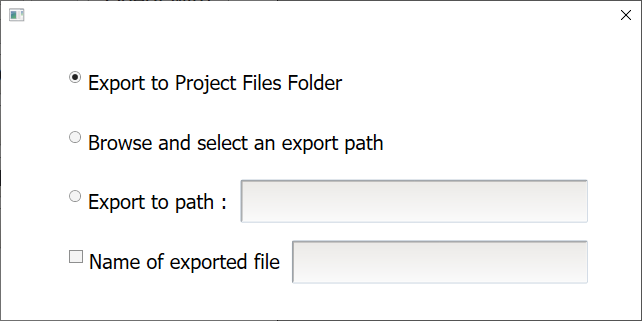 Export to Project Files Folder
Browse and select an export path
Export to path :
Name of exported file